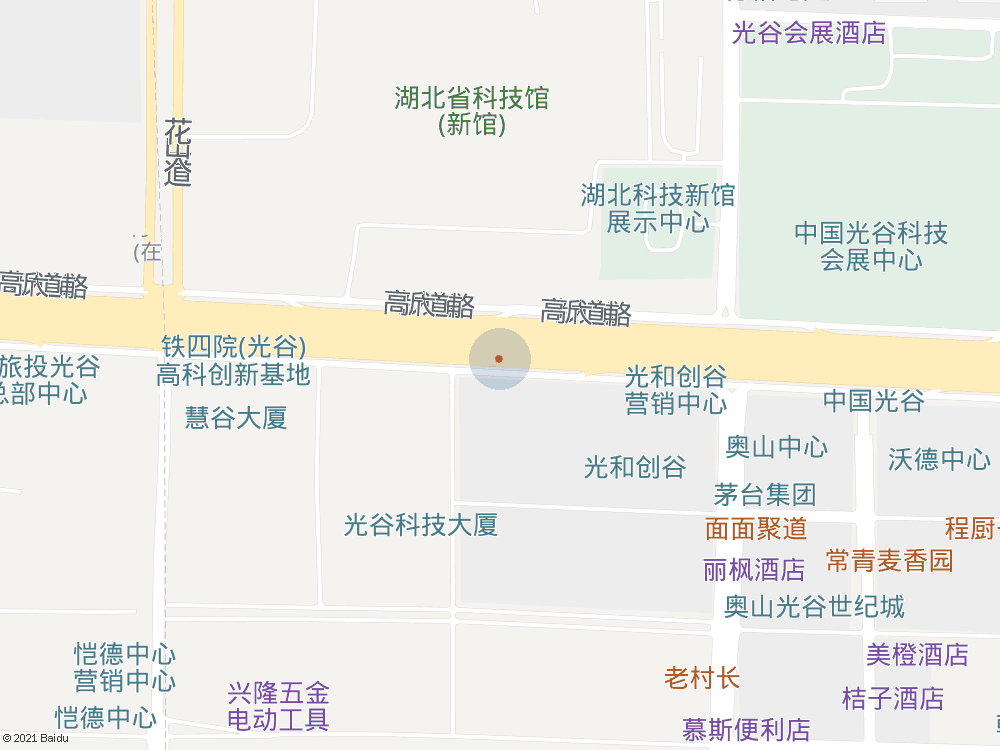 光谷会展酒店
湖北省科技馆
(新馆)
花山道
湖北科技新馆
展示中心
中国光谷科技
会展中心
(在
高欣道辅路
高欣道辅路
高欣道辅路
铁四院(光谷)
高科创新基地
旅投光谷
总部中心
光和创谷
营销中心
中国光谷
慧谷大厦
奥山中心
沃德中心
光和创谷
茅台集团
光谷科技大厦
面面聚道
程厨
丽枫酒店
常青麦香园
奥山光谷世纪城
恺德中心
营销中心
美橙酒店
老村长
兴隆五金
电动工具
桔子酒店
恺德中心
慕斯便利店
© 2021 Baidu